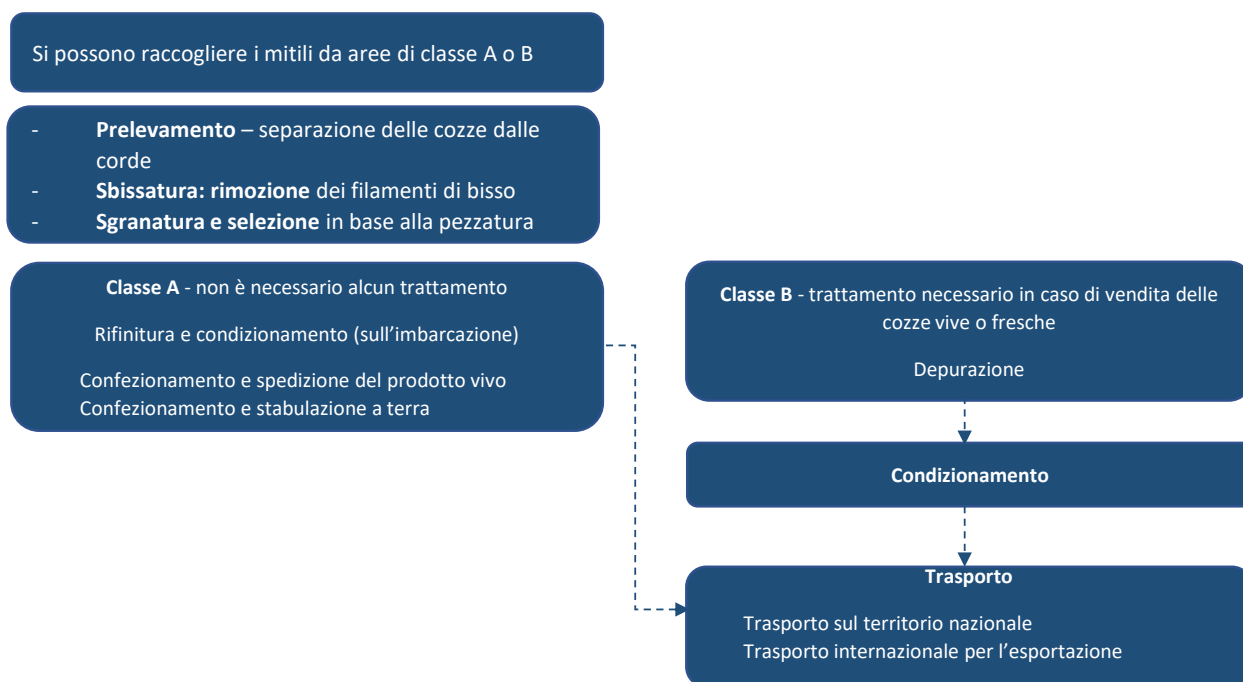 Si possono raccogliere i mitili da aree di classe A o B
- Prelevamento – separazione delle cozze dalle
corde
- Sbissatura: rimozione dei filamenti di bisso
- Sgranatura e selezione in base alla pezzatura
Classe A - non è necessario alcun trattamento
Rifinitura e condizionamento (sull'imbarcazione)
Confezionamento e spedizione del prodotto vivo
Confezionamento e stabulazione a terra
Classe B - trattamento necessario in caso di vendita delle
cozze vive o fresche
Depurazione
Condizionamento
Trasporto
Trasporto sul territorio nazionale
Trasporto internazionale per l'esportazione